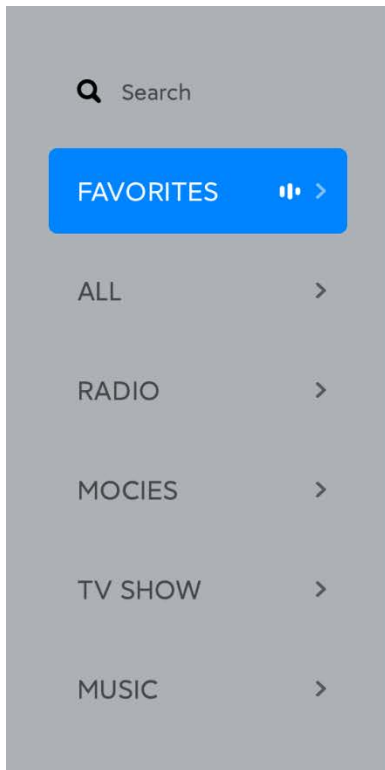 Search
FAVORITES
ALL
RADIO
MOCIES
TV SHOW
MUSIC